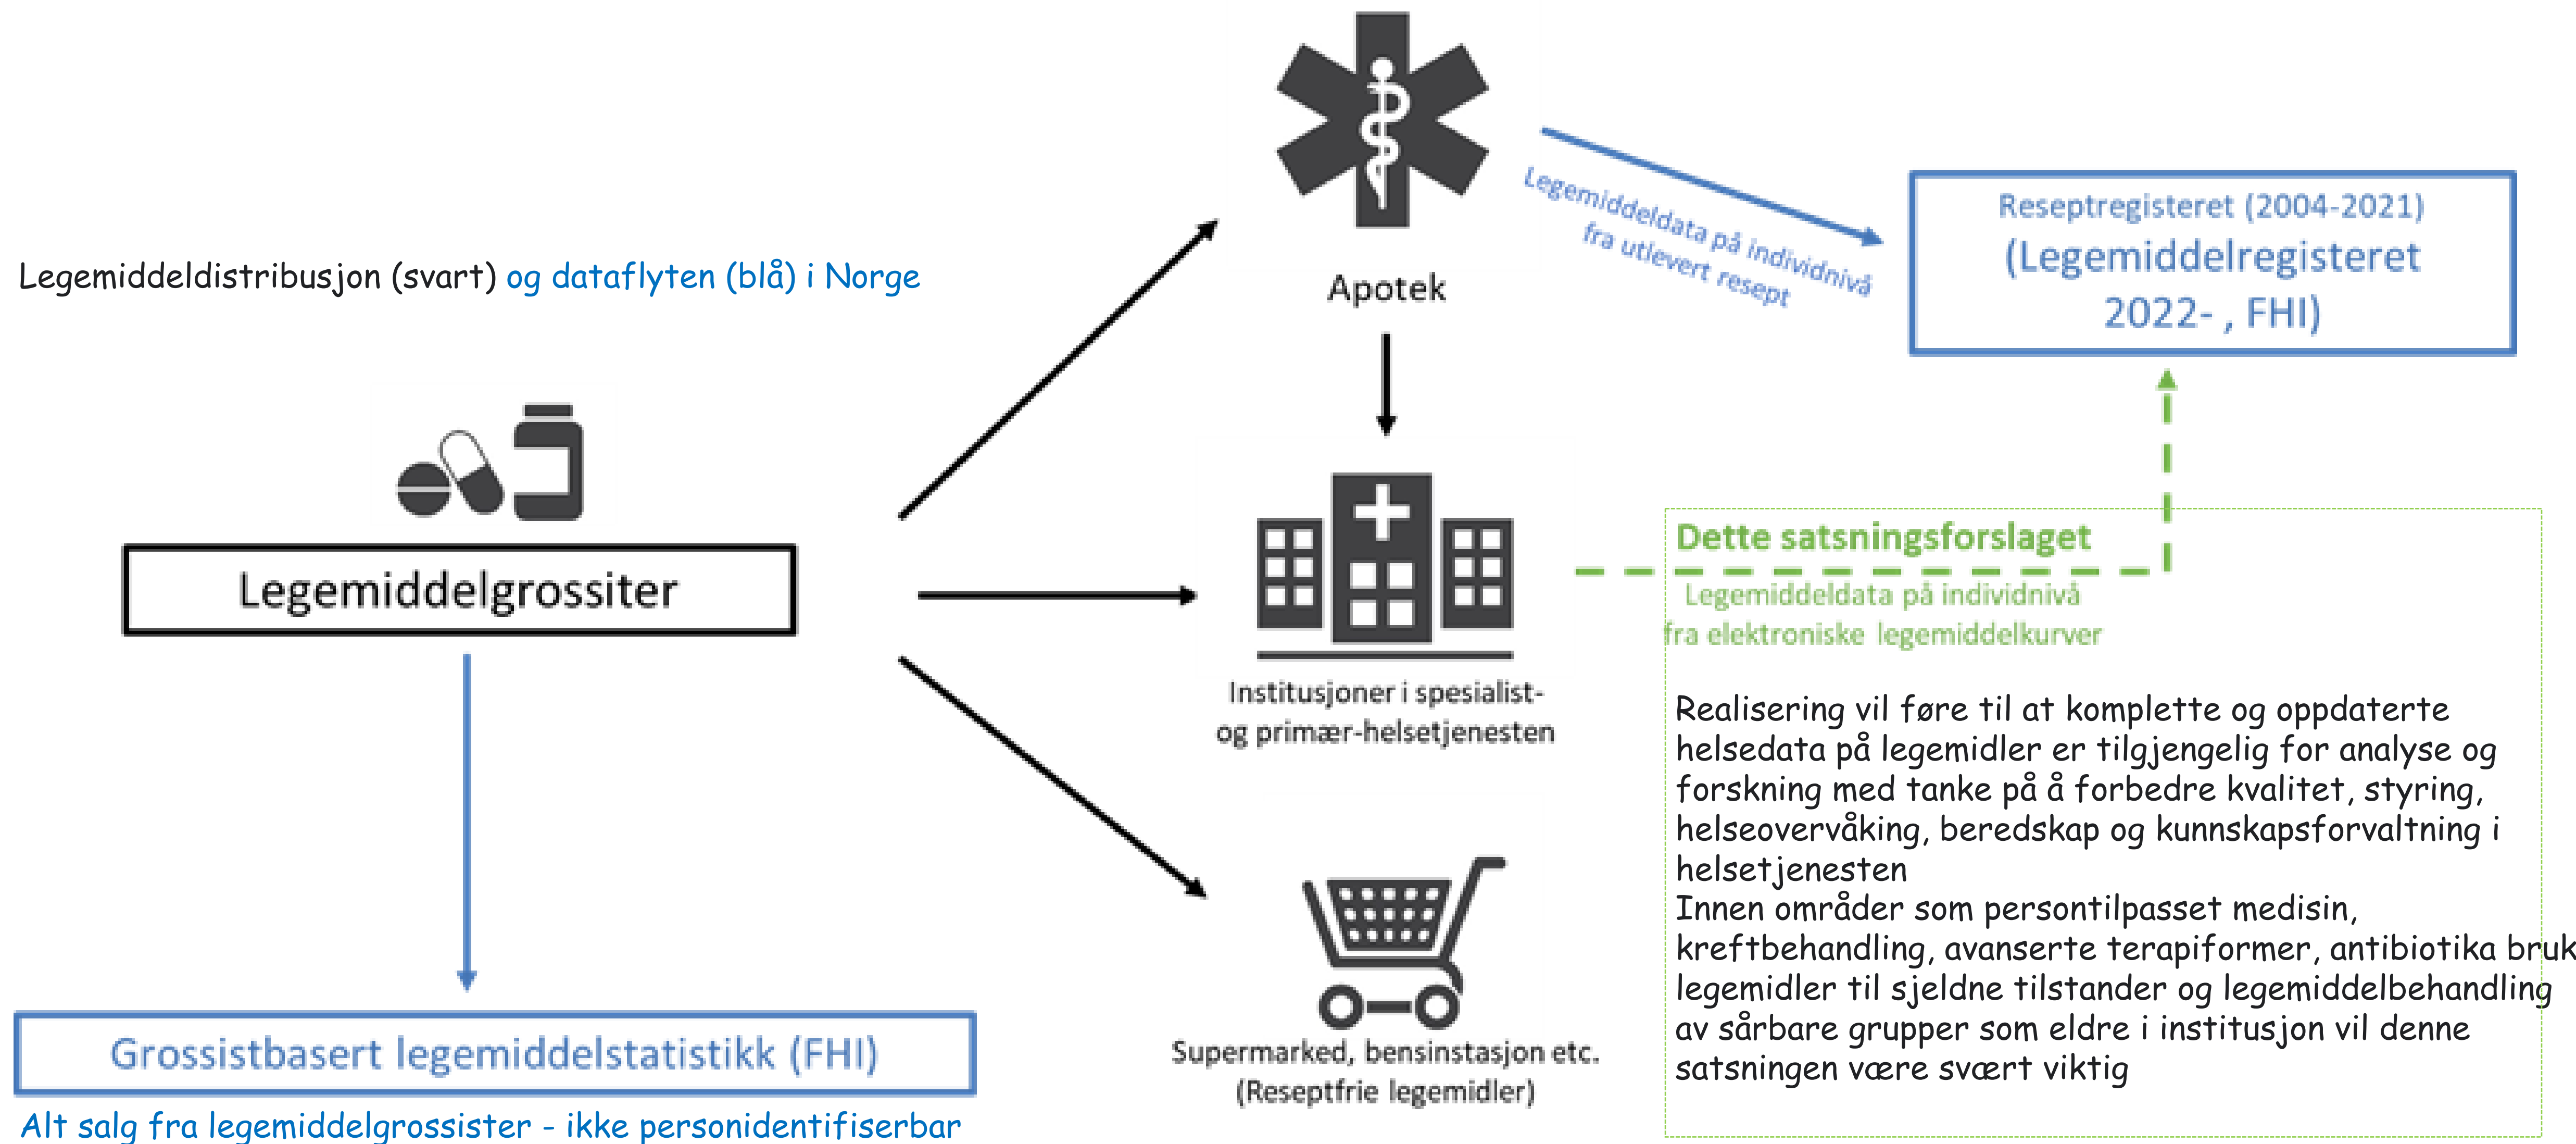 Legemiddeldistribusjon (svart) og dataflyten (blå) i Norge
Legemiddelgrossiter
Grossistbasert legemiddelstatistikk (FHI)
Alt salg fra legemiddelgrossister - ikke personidentifiserbar
Apotek
Institusjoner i spesialist-
og primær-helsetjenesten
Supermarked, bensinstasjon etc.
(Reseptfrie legemidler)
Legemiddeldata på individnivå
fra utlevert resept
Reseptregisteret (2004-2021)
(Legemiddelregisteret
2022- , FHI)
Dette satsningsforslaget
Legemiddeldata på individnivå
fra elektroniske legemiddelkurver
Realisering vil føre til at komplette og oppdaterte
helsedata på legemidler er tilgjengelig for analyse og
forskning med tanke på å forbedre kvalitet, styring,
helseovervåking, beredskap og kunnskapsforvaltning i
helsetjenesten
Innen områder som persontilpasset medisin,
kreftbehandling, avanserte terapiformer, antibiotika bruk
legemidler til sjeldne tilstander og legemiddelbehandling
av sårbare grupper som eldre i institusjon vil denne
satsningen være svært viktig